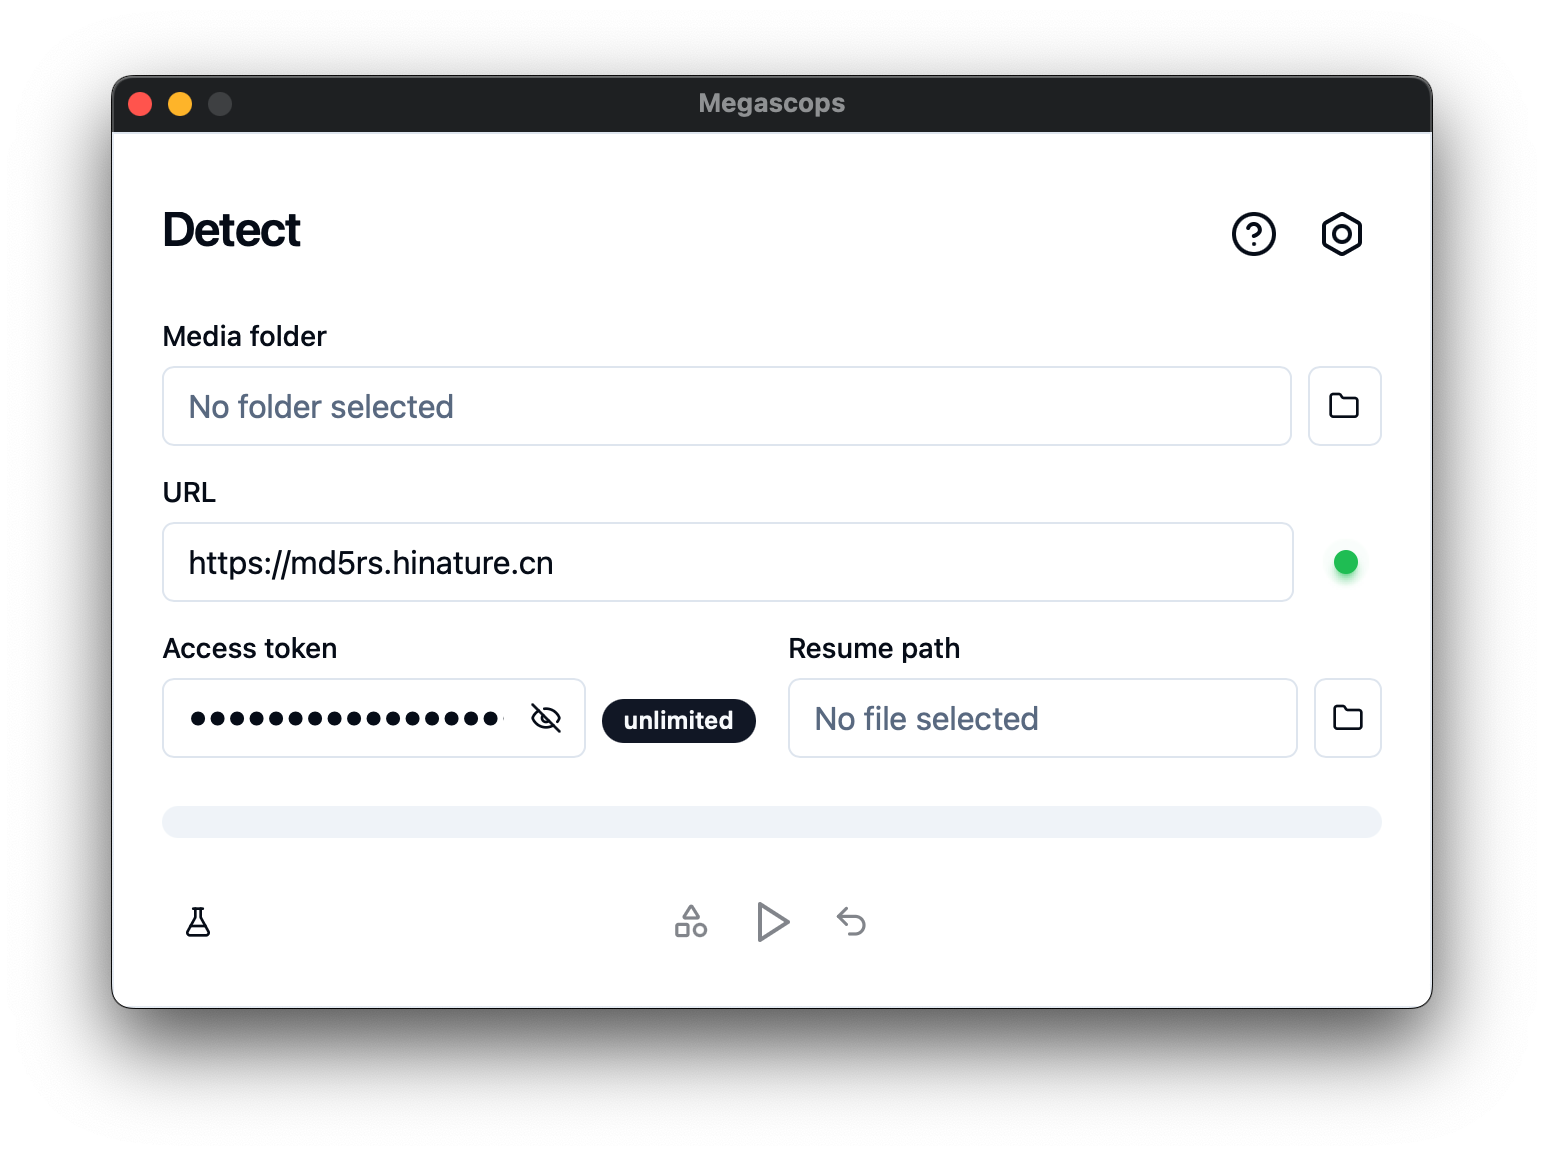 Megascops
Detect
Media folder
No folder selected
URL
https://md5rs.hinature.cn
Access token
Resume path
unlimited
No file selected